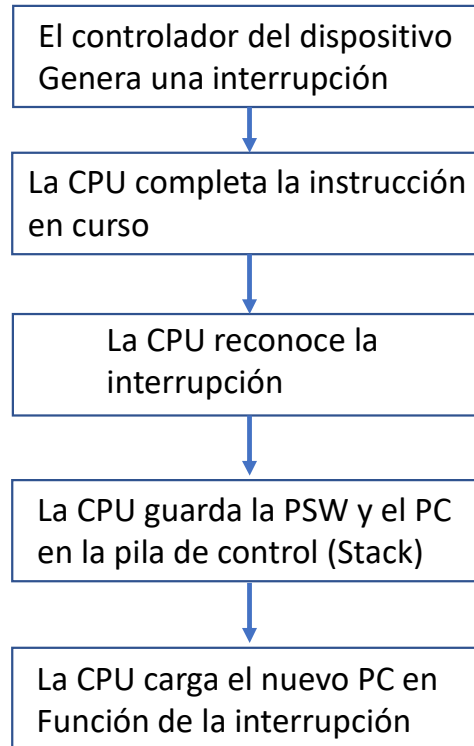 El controlador del dispositivo
Genera una interrupción
La CPU completa la instrucción
en curso
La CPU reconoce la
interrupción
La CPU guarda la PSW y el PC
en la pila de control (Stack)
La CPU carga el nuevo PC en
Función de la interrupción